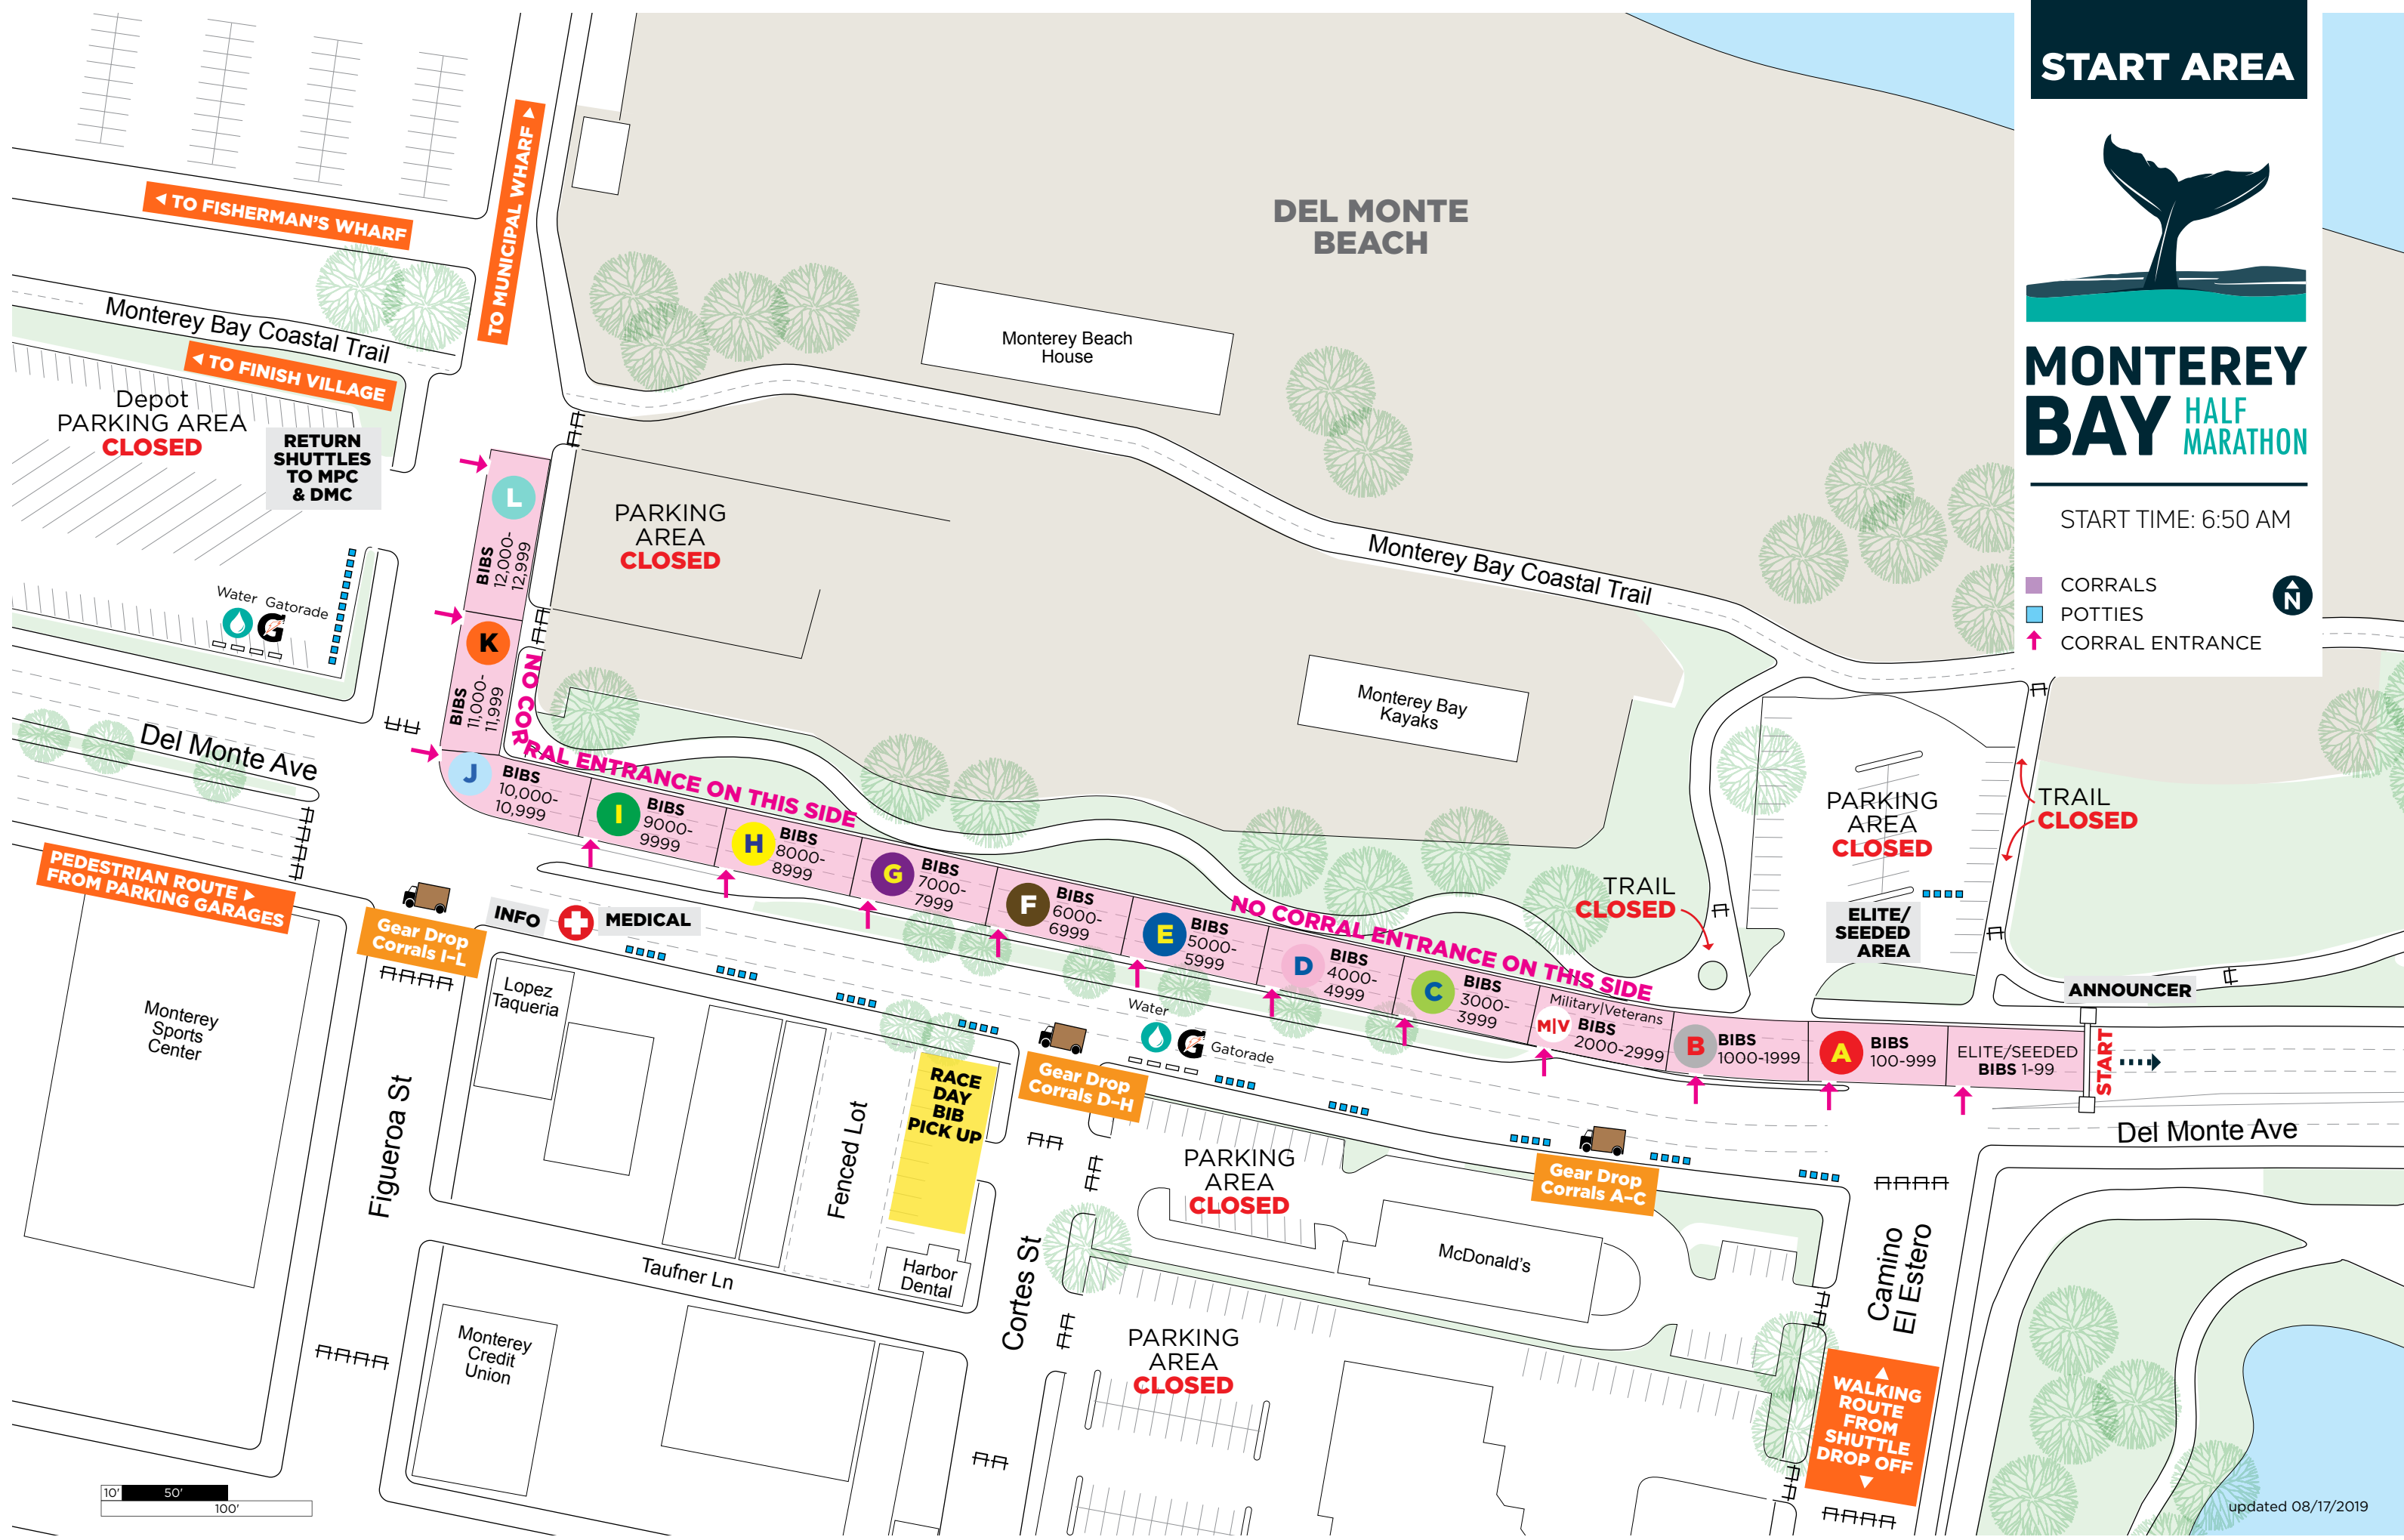 START AREA
MONTEREY
BAY
HALF
MARATHON
START TIME: 6:50 AM
CORRALS
N
POTTIES
CORRAL ENTRANCE
TO MUNICIPAL WHARF
TO FISHERMAN'S WHARF
DEL MONTE
BEACH
Monterey Bay Coastal Trail
TO FINISH VILLAGE
Monterey Beach
House
Depot
PARKING AREA
CLOSED
RETURN
SHUTTLES
TO MPC
& DMC
L
BIBS
12,000-
12,999
PARKING
AREA
CLOSED
Monterey Bay Coastal Trail
Water
Gatorade
G
K
BIBS
11,000-
11,999
NO CORRAL ENTRANCE ON THIS SIDE
Monterey Bay
Kayaks
Del Monte Ave
J
BIBS
10,000-
10,999
I
BIBS
9000-
9999
H
BIBS
8000-
8999
G
BIBS
7000-
7999
F
BIBS
6000-
6999
E
BIBS
5000-
5999
D
BIBS
4000-
4999
C
BIBS
3000-
3999
Military|Veterans
M|V
BIBS
2000-2999
B
BIBS
1000-1999
A
BIBS
100-999
ELITE/SEEDED
BIBS 1-99
START
NO CORRAL ENTRANCE ON THIS SIDE
PARKING
AREA
CLOSED
TRAIL
CLOSED
TRAIL
CLOSED
ELITE/
SEEDED
AREA
ANNOUNCER
PEDESTRIAN ROUTE
FROM PARKING GARAGES
Gear Drop
Corrals I-L
INFO
MEDICAL
Lopez
Taqueria
Monterey
Sports
Center
Figueroa St
Fenced Lot
RACE
DAY
BIB
PICK UP
Gear Drop
Corrals D-H
Water
G
Gatorade
Del Monte Ave
PARKING
AREA
CLOSED
Gear Drop
Corrals A-C
Taufner Ln
Harbor
Dental
Cortes St
McDonald's
Camino
El Estero
Monterey
Credit
Union
PARKING
AREA
CLOSED
WALKING
ROUTE
FROM
SHUTTLE
DROP OFF
10'
50'
100'
updated 08/17/2019